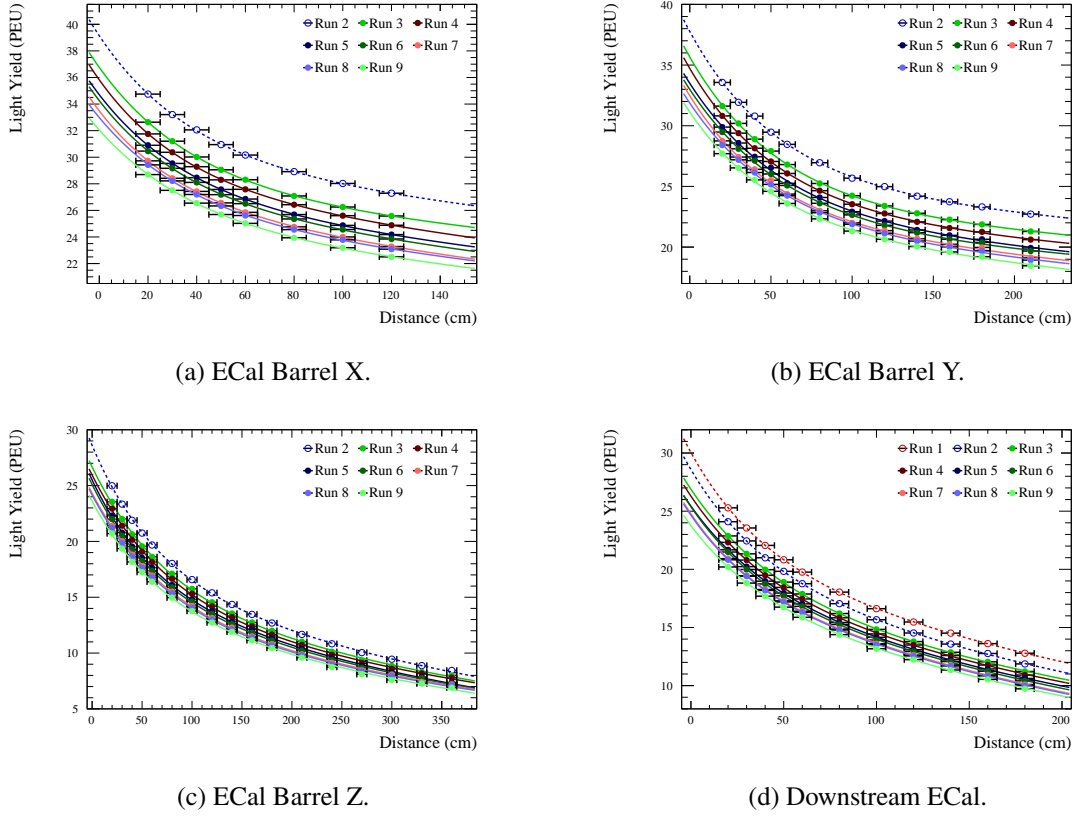 Light Yield (PEU)
Run 2 Run 3 Run 4
Run 5 Run 6 Run 7
Run 8 Run 9
40
38
36
34
32
30
28
26
24
22
0 20 40 60 80 100 120 140
Distance (cm)
(a) ECal Barrel X.
Light Yield (PEU)
Run 2 Run 3 Run 4
Run 5 Run 6 Run 7
Run 8 Run 9
40
35
30
25
20
0 50 100 150 200
Distance (cm)
(b) ECal Barrel Y.
Light Yield (PEU)
Run 2 Run 3 Run 4
Run 5 Run 6 Run 7
Run 8 Run 9
30
25
20
15
10
5
0 50 100 150 200 250 300 350
Distance (cm)
(c) ECal Barrel Z.
Light Yield (PEU)
Run 1 Run 2 Run 3
Run 4 Run 5 Run 6
Run 7 Run 8 Run 9
30
25
20
15
10
0 50 100 150 200
Distance (cm)
(d) Downstream ECal.